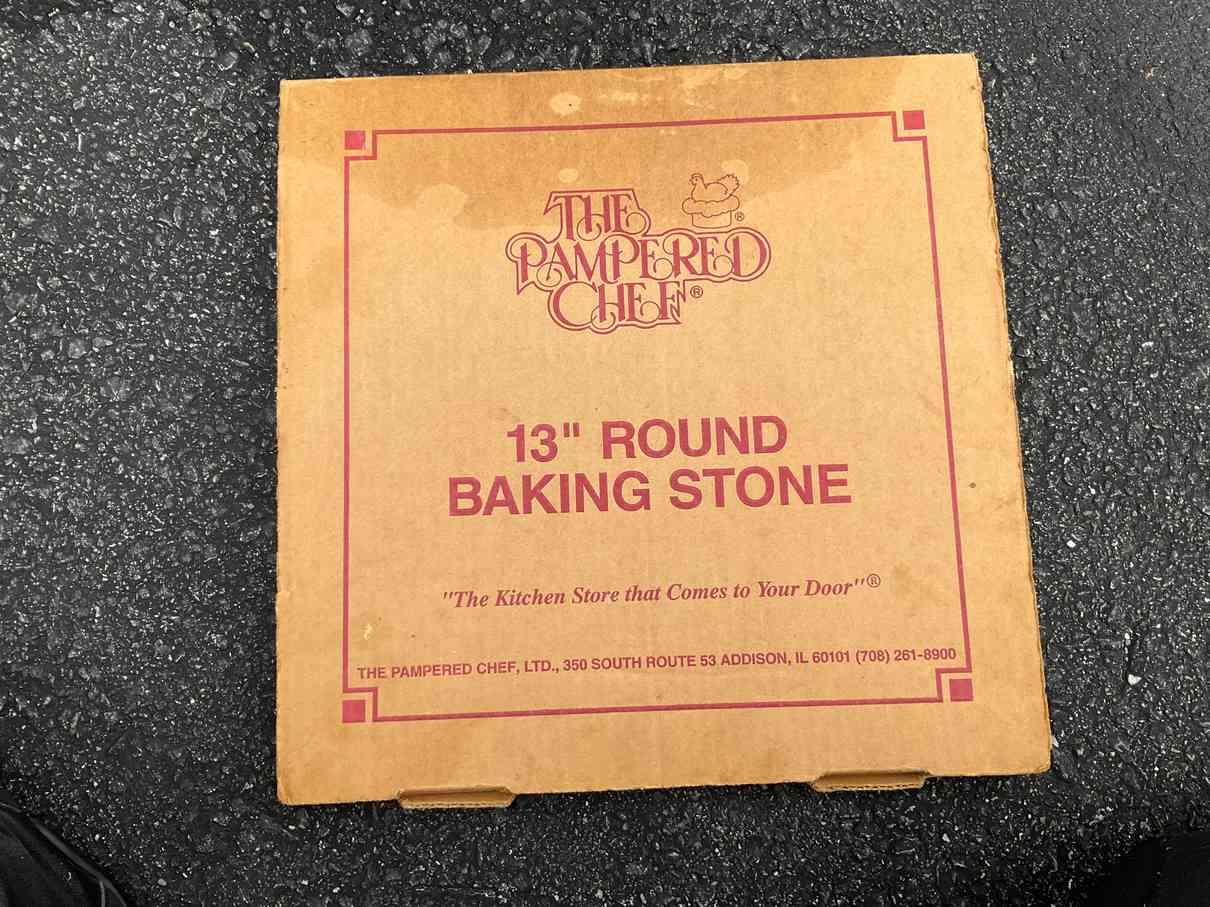 THE
PAMPERED
CHEF®
®
13" ROUND
BAKING STONE
"The Kitchen Store that Comes to Your Door"®
THE PAMPERED CHEF, LTD., 350 SOUTH ROUTE 53 ADDISON, IL 60101 (708) 261-8900